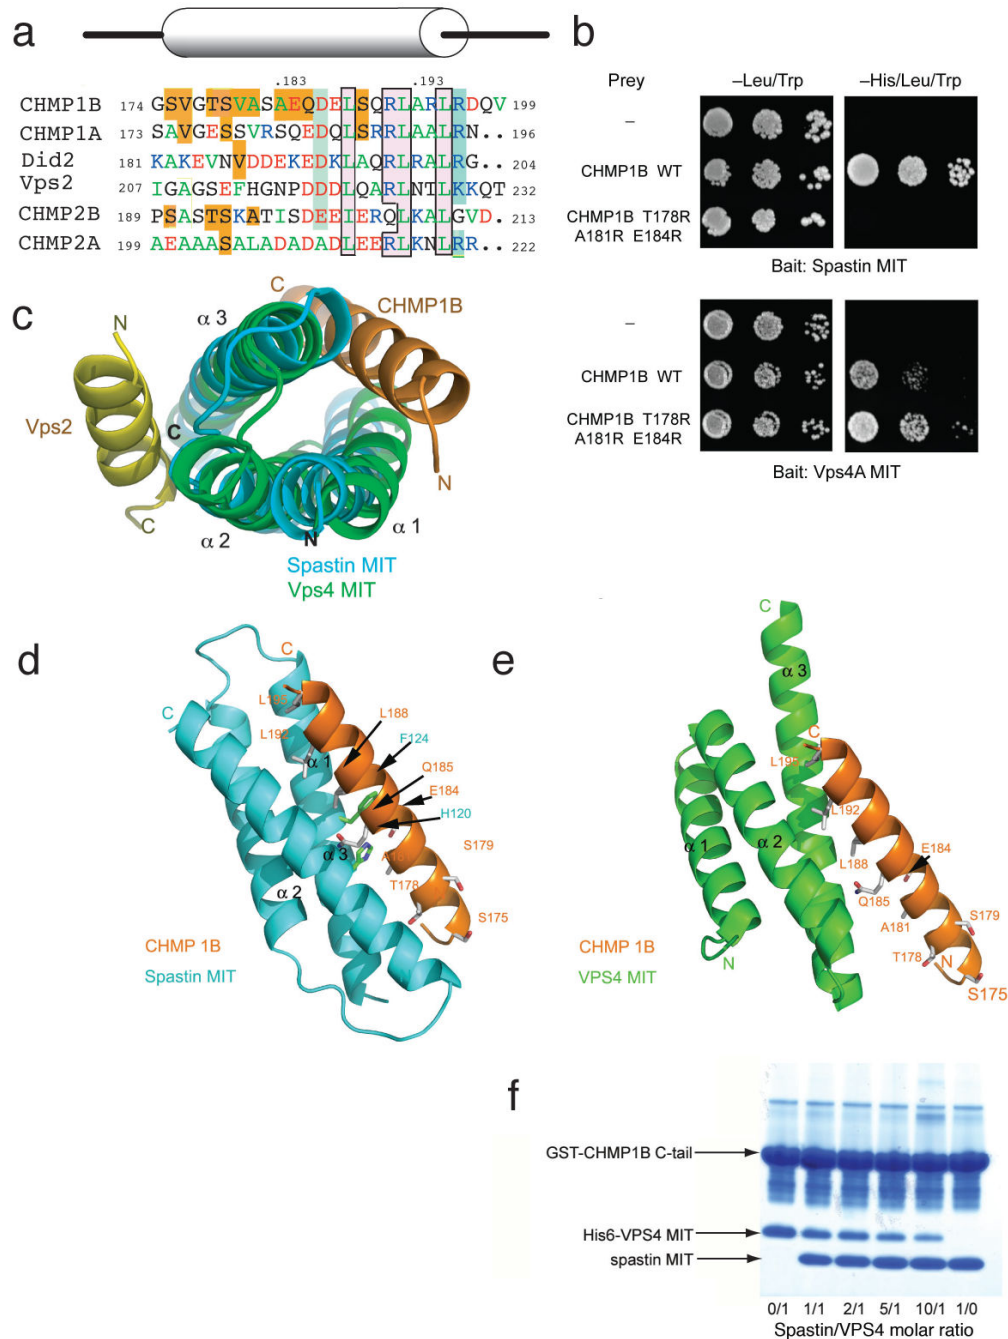 a
.183 .193
CHMP1B 174 GSVGTSVASAEQDELSQRLARLRDQV 199
CHMP1A 173 SAVGESSVRSQEDQLSRRLAALRN.. 196
Did2 181 KAKEVNVDDEKEDKLAQRLRALRG.. 204
Vps2 207 IGAGSEFHGNPDDDLQARLNTLKKQT 232
CHMP2B 189 PSASTSKATISDEEIERQLKALGVD. 213
CHMP2A 199 AEAAASALADADADLEERLKNLRR.. 222
b
Prey –Leu/Trp –His/Leu/Trp
–
CHMP1B WT
CHMP1B T178R
A181R E184R
Bait: Spastin MIT
–
CHMP1B WT
CHMP1B T178R
A181R E184R
Bait: Vps4A MIT
c
C
CHMP1B
α 3
N
Vps2
C
N
C
α 2
N
α 1
Spastin MIT
Vps4 MIT
d
C
C
L195
L188
L192
F124
α 1
Q185
E184
H120
α 3
A181
S179
T178
α 2
S175
CHMP 1B
Spastin MIT
e
C
α 3
C
L195
L192
α 1
α 2
L188
E184
Q185
A181
S179
T178
N
N
S175
CHMP 1B
VPS4 MIT
f
GST-CHMP1B C-tail
His6-VPS4 MIT
spastin MIT
0/1 1/1 2/1 5/1 10/1 1/0
Spastin/VPS4 molar ratio